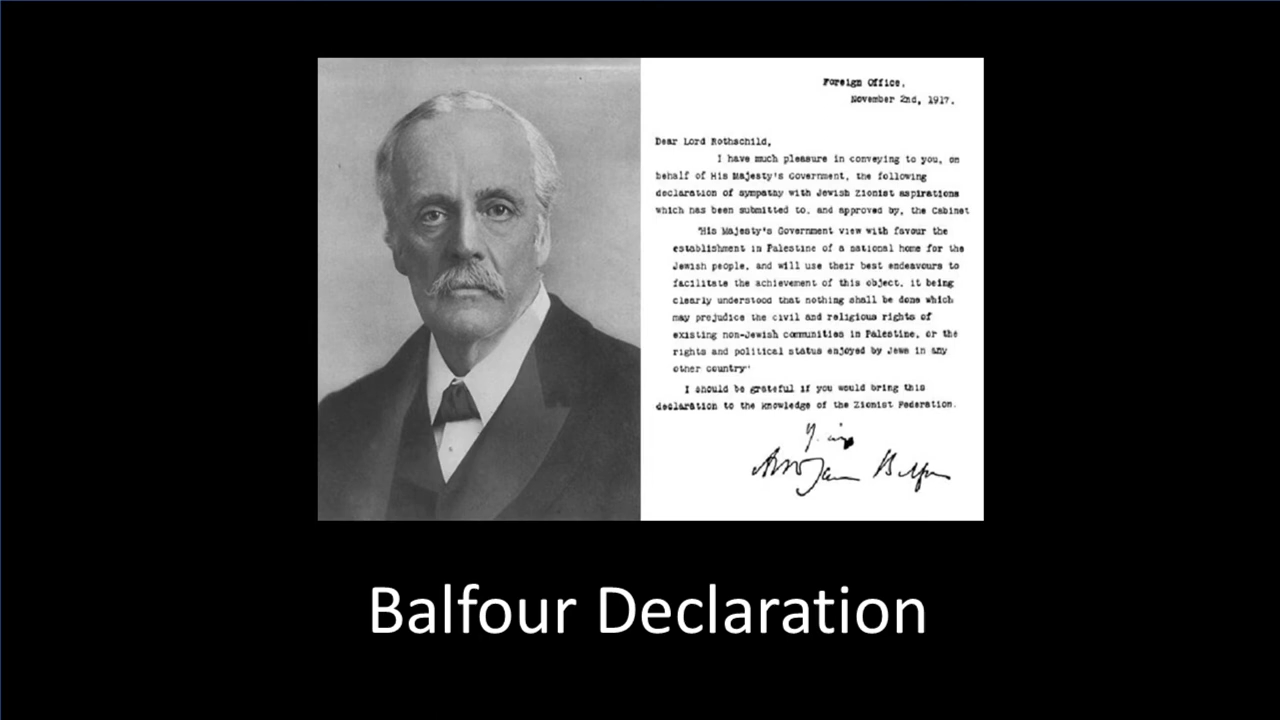 Foreign Office,
November 2nd, 1917.
Dear Lord Rothschild,
I have much pleasure in conveying to you, on
behalf of His Majesty's Government, the following
declaration of sympathy with Jewish Zionist aspirations
which has been submitted to, and approved by, the Cabinet
"His Majesty's Government view with favour the
establishment in Palestine of a national home for the
Jewish people, and will use their best endeavours to
facilitate the achievement of this object, it being
clearly understood that nothing shall be done which
may prejudice the civil and religious rights of
existing non-Jewish communities in Palestine, or the
rights and political status enjoyed by Jews in any
other country"
I should be grateful if you would bring this
declaration to the knowledge of the Zionist Federation.
Balfour Declaration